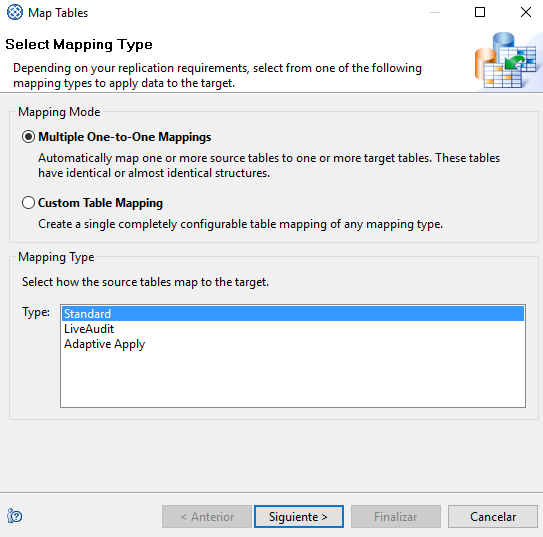 Map Tables
Select Mapping Type
Depending on your replication requirements, select from one of the following
mapping types to apply data to the target.
Mapping Mode
Multiple One-to-One Mappings
Automatically map one or more source tables to one or more target tables. These tables
have identical or almost identical structures.
Custom Table Mapping
Create a single completely configurable table mapping of any mapping type.
Mapping Type
Select how the source tables map to the target.
Type:
Standard
LiveAudit
Adaptive Apply
< Anterior
Siguiente >
Finalizar
Cancelar